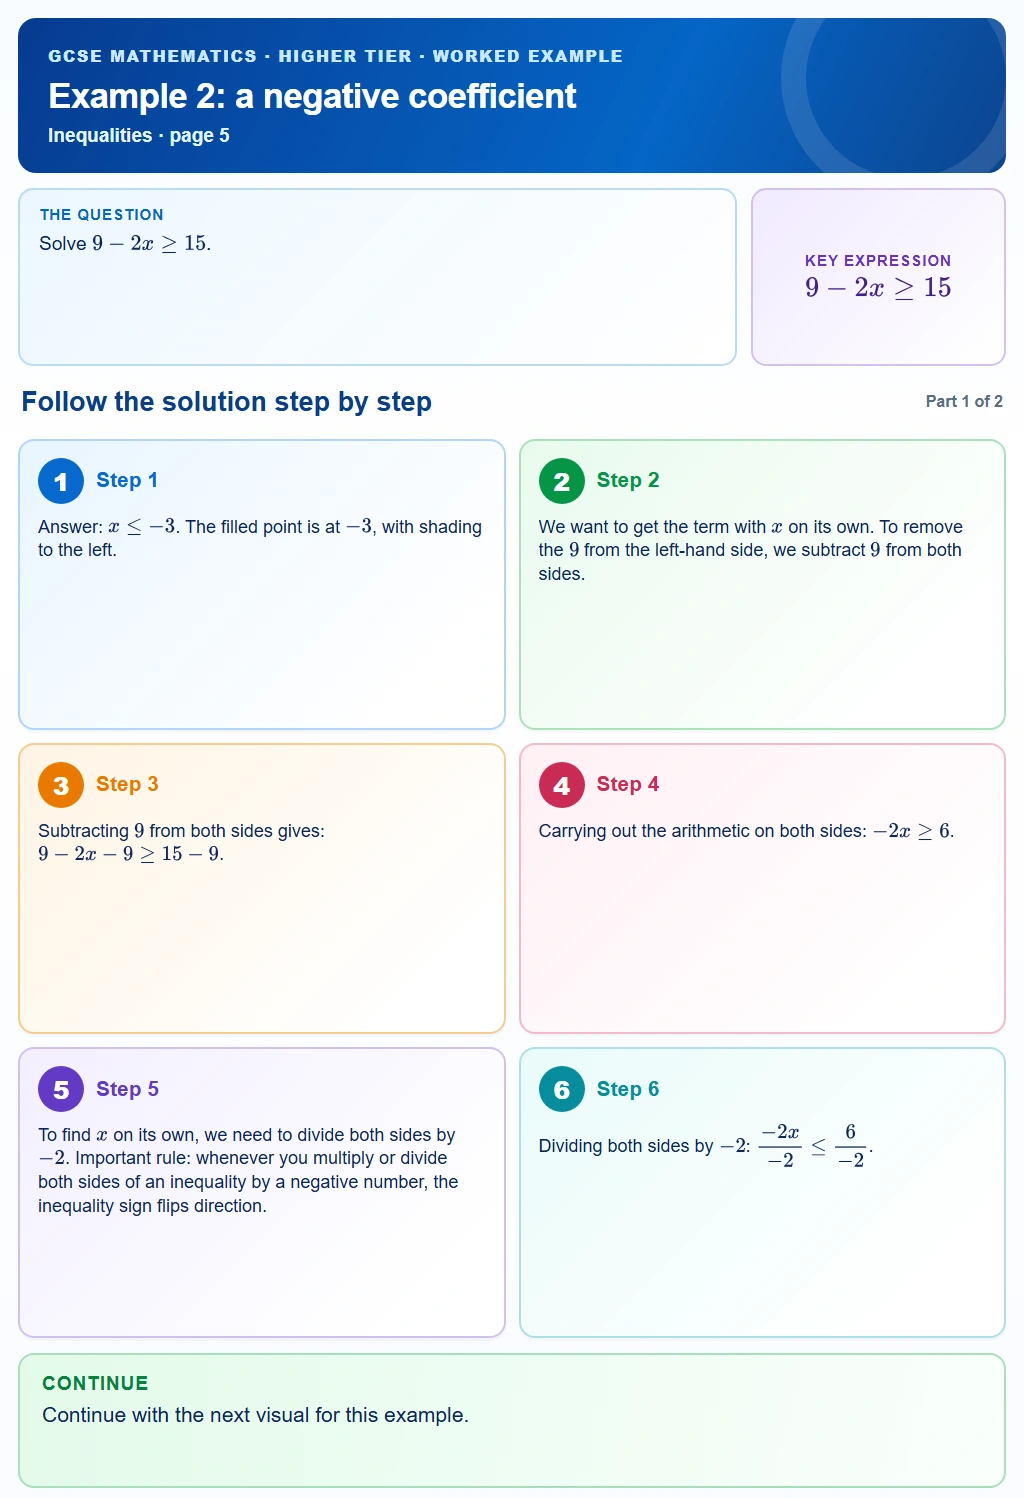 GCSE MATHEMATICS · HIGHER TIER · WORKED EXAMPLE
Example 2: a negative coefficient
Inequalities · page 5
THE QUESTION
Solve 9 − 2x ≥ 15.
KEY EXPRESSION
9 − 2x ≥ 15
Follow the solution step by step
Part 1 of 2
1 Step 1
Answer: x ≤ −3. The filled point is at −3, with shading
to the left.
2 Step 2
We want to get the term with x on its own. To remove
the 9 from the left-hand side, we subtract 9 from both
sides.
3 Step 3
Subtracting 9 from both sides gives:
9 − 2x − 9 ≥ 15 − 9.
4 Step 4
Carrying out the arithmetic on both sides: −2x ≥ 6.
5 Step 5
To find x on its own, we need to divide both sides by
−2. Important rule: whenever you multiply or divide
both sides of an inequality by a negative number, the
inequality sign flips direction.
6 Step 6
Dividing both sides by −2: −2x/−2 ≤ 6/−2.
CONTINUE
Continue with the next visual for this example.